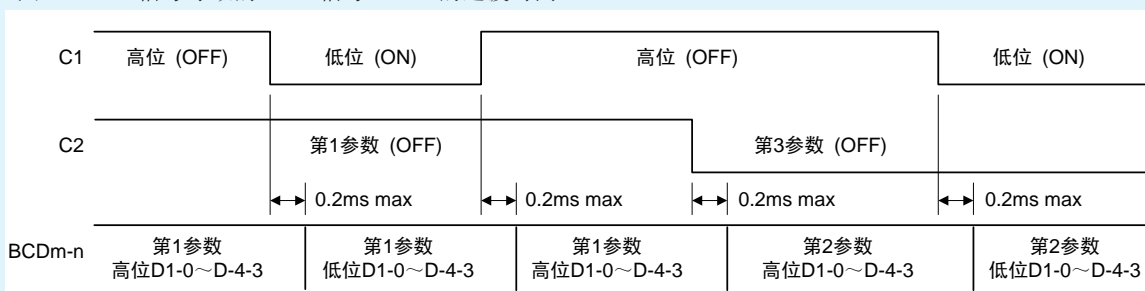 C1
高位 (OFF)
低位 (ON)
高位 (OFF)
低位 (ON)
C2
第1参数 (OFF)
第3参数 (OFF)
0.2ms max
0.2ms max
0.2ms max
0.2ms max
BCDm-n
第1参数
高位D1-0～D-4-3
第1参数
低位D1-0～D-4-3
第1参数
高位D1-0～D-4-3
第2参数
高位D1-0～D-4-3
第2参数
低位D1-0～D-4-3